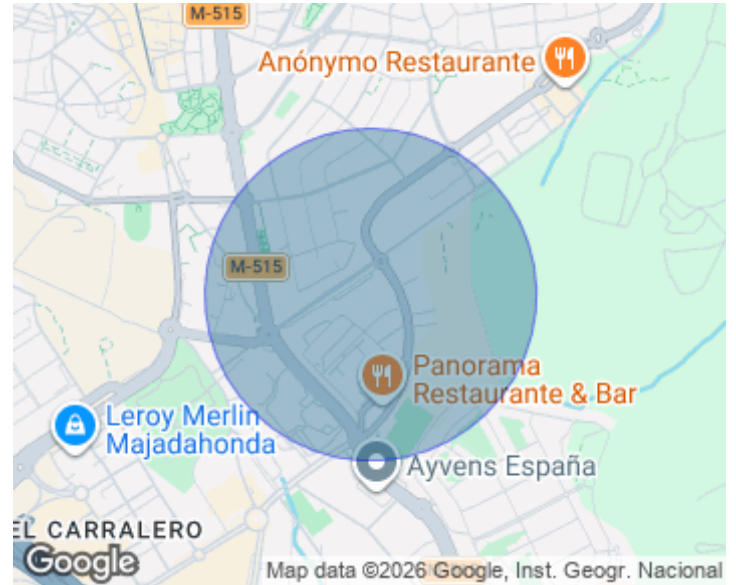 M-515
Anónymo Restaurante
M-515
Panorama
Restaurante & Bar
Leroy Merlin
Majadahonda
Ayvens España
EL CARRALERO
Google
Map data ©2026 Google, Inst. Geogr. Nacional